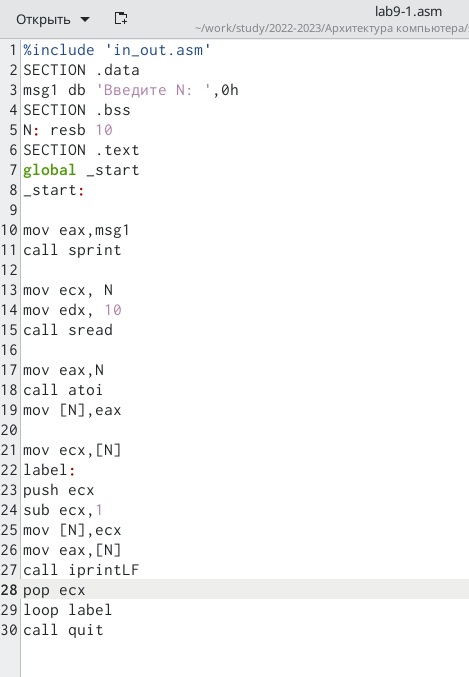 Открыть
lab9-1.asm
~/work/study/2022-2023/Архитектура компьютера/
1 %include 'in_out.asm'
2 SECTION .data
3 msg1 db 'Введите N: ',0h
4 SECTION .bss
5 N: resb 10
6 SECTION .text
7 global _start
8 _start:
9
10 mov eax,msg1
11 call sprint
12
13 mov ecx, N
14 mov edx, 10
15 call sread
16
17 mov eax,N
18 call atoi
19 mov [N],eax
20
21 mov ecx,[N]
22 label:
23 push ecx
24 sub ecx,1
25 mov [N],ecx
26 mov eax,[N]
27 call iprintLF
28 pop ecx
29 loop label
30 call quit